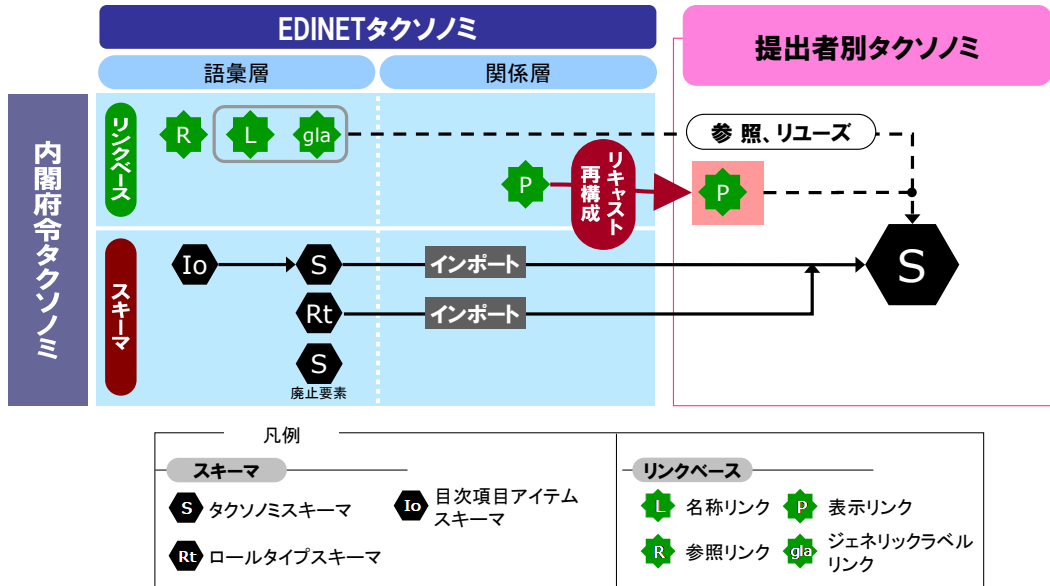 EDINETタクソノミ
提出者別タクソノミ
語彙層
関係層
内閣府令タクソノミ
リンクベース
R
L
gla
参照、リユーズ
P
リキャスト
再構成
P
スキーマ
Io
S
インポート
S
Rt
インポート
S
廃止要素
凡例
スキーマ
リンクベース
S タクソノミスキーマ
Io 目次項目アイテム
スキーマ
Rt ロールタイプスキーマ
L 名称リンク
P 表示リンク
R 参照リンク
gla ジェネリックラベル
リンク